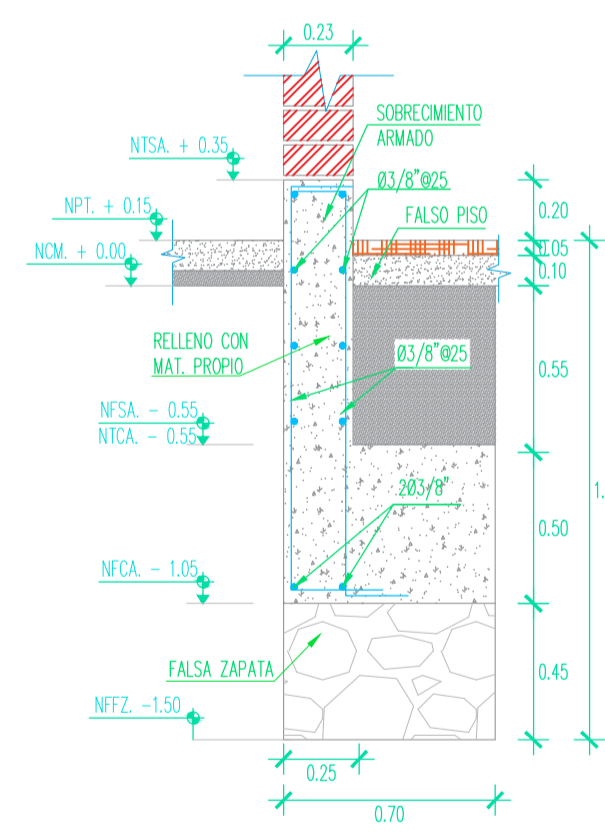 0.23
SOBRECIMIENTO
ARMADO
NTSA. + 0.35
Ø3/8"@25
NPT. + 0.15
FALSO PISO
0.20
NCM. + 0.00
0.05
0.10
RELLENO CON
MAT. PROPIO
Ø3/8"@25
0.55
NFSA. - 0.55
NTCA. - 0.55
2Ø3/8"
1.
0.50
NFCA. - 1.05
FALSA ZAPATA
0.45
NFFZ. -1.50
0.25
0.70